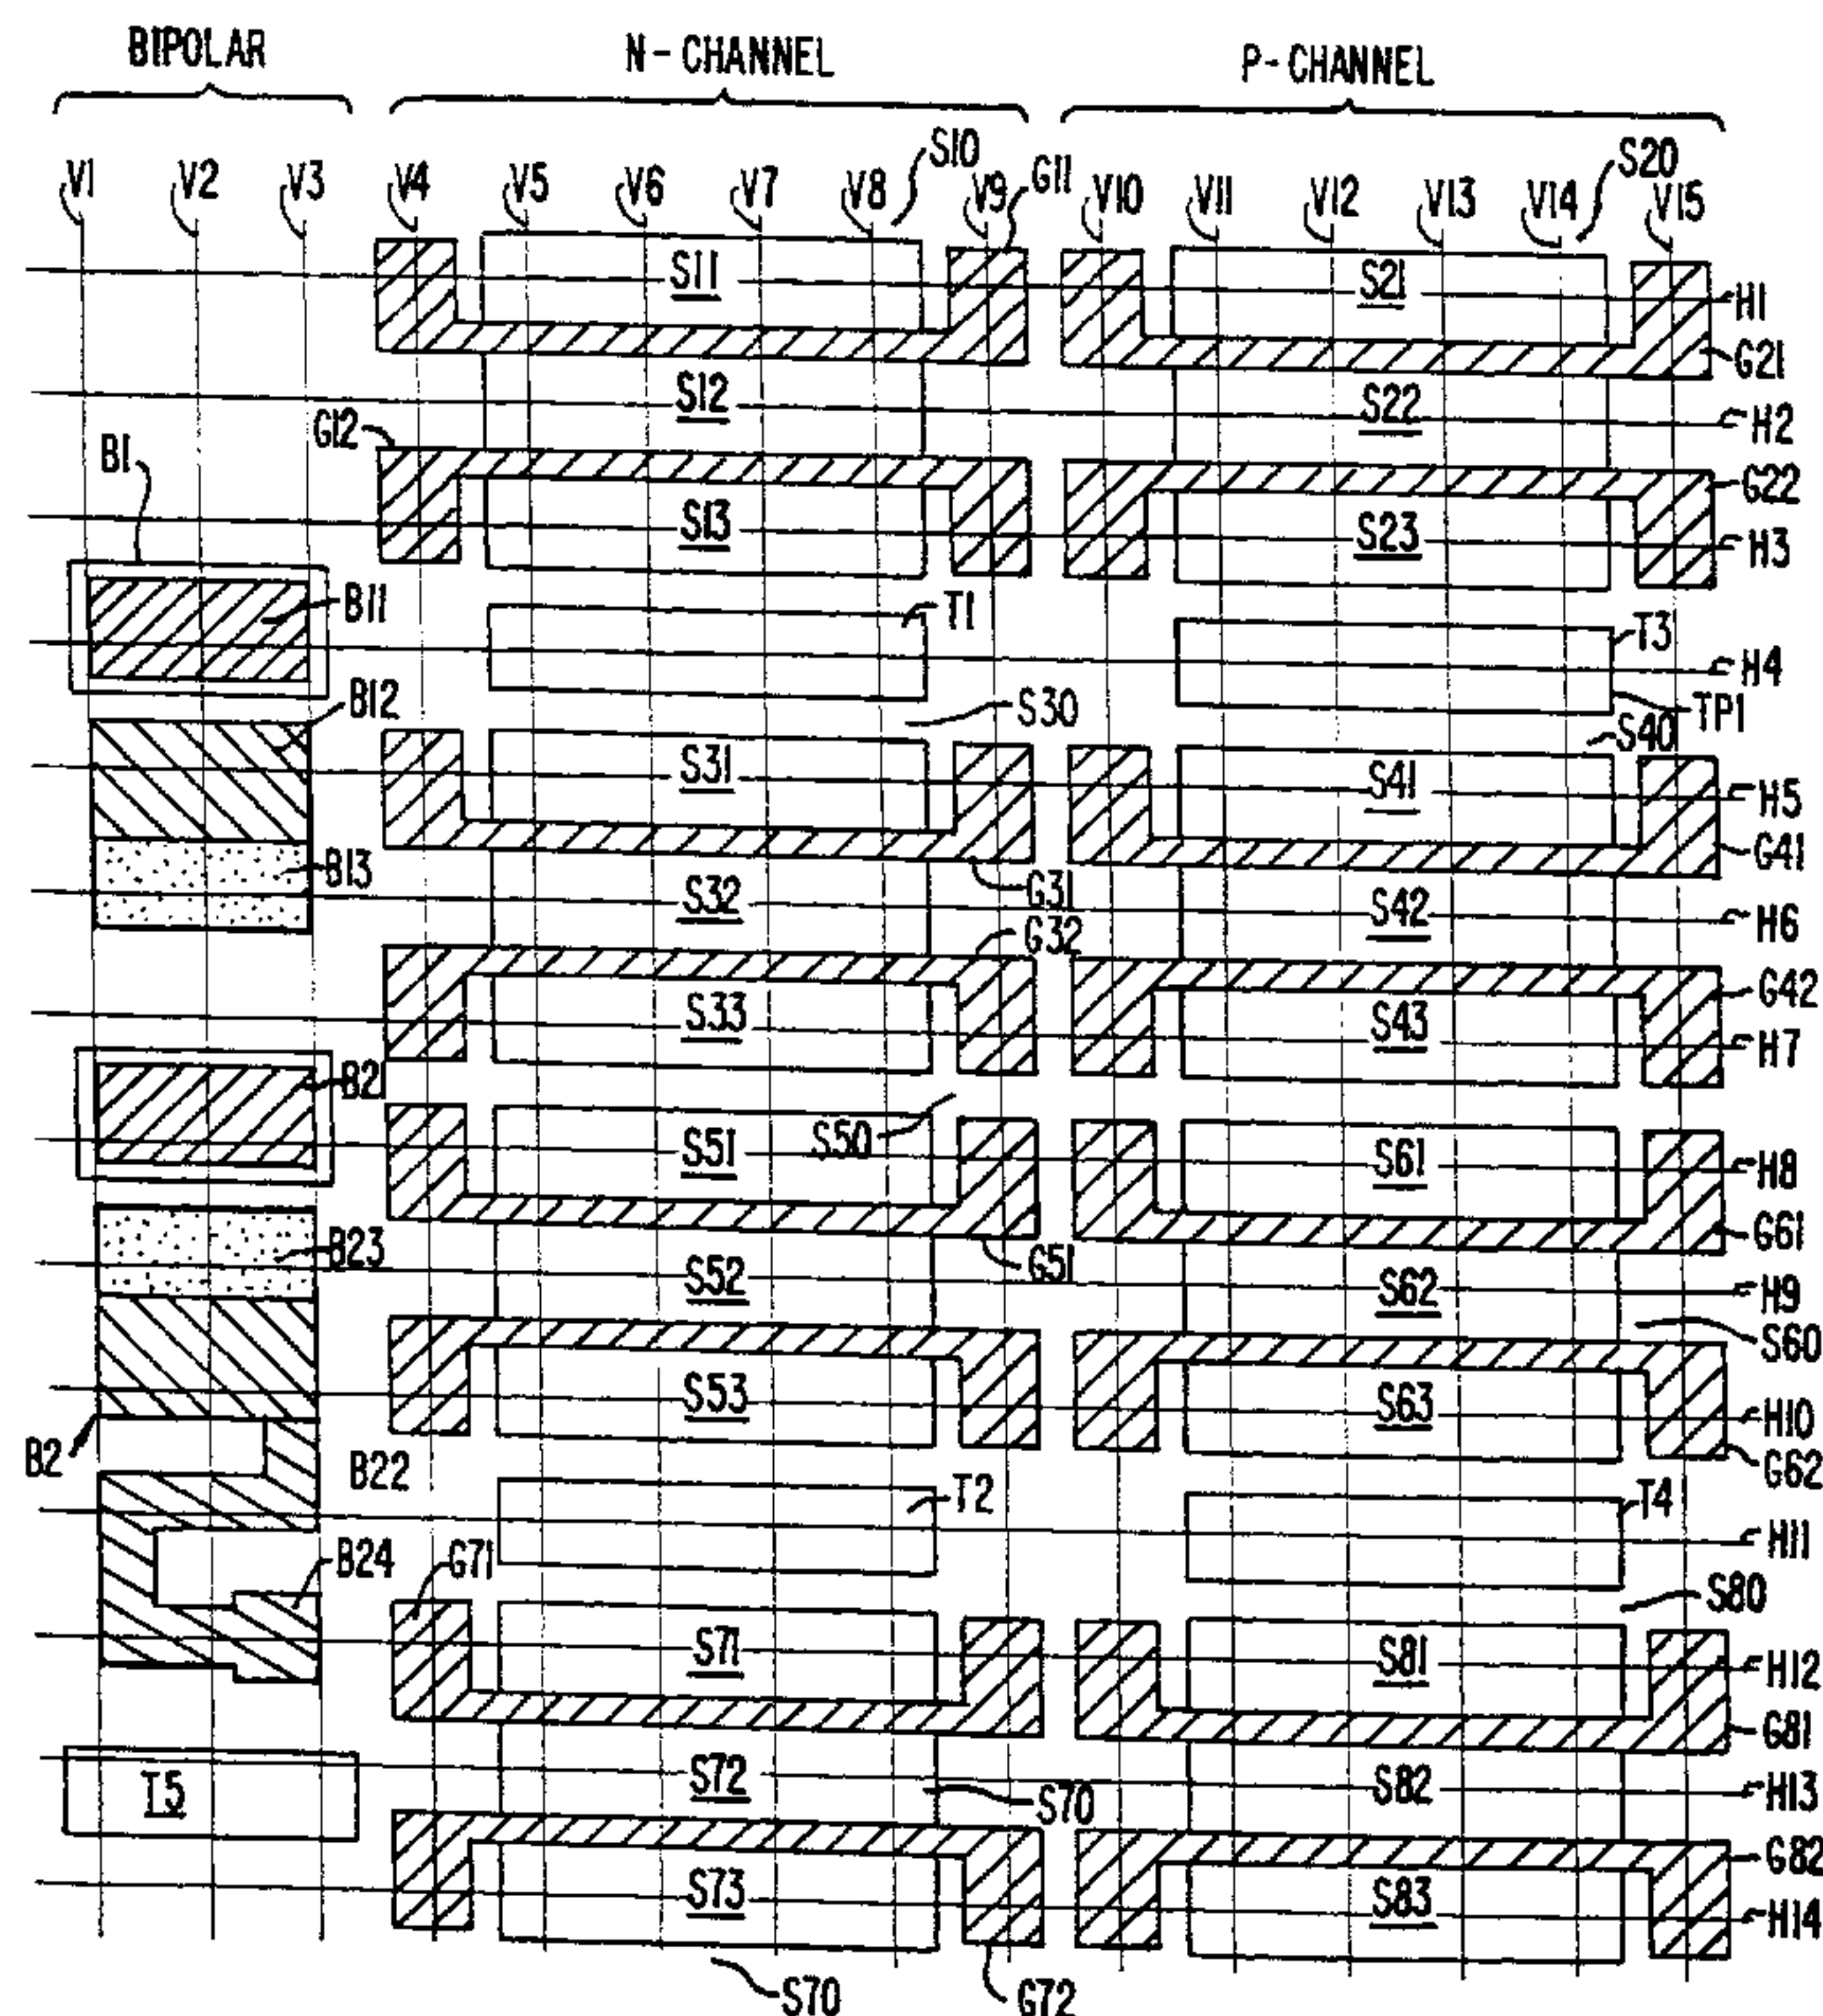 BIPOLAR
N-CHANNEL
P-CHANNEL
V1 V2 V3 V4 V5 V6 V7 V8 S10 V9 G11 V10 V11 V12 V13 V14 S20 V15
S11 S21 H1
G21
S12 S22 H2
G12
B1 G22
S13 S23 H3
B11 T1 T3 H4
B12 S30 TP1
S40
S31 S41 H5
G41
B13 G31
S32 S42 H6
G32
G42
S33 S43 H7
B21
S50
S51 S61 H8
G61
B23 G51
S52 S62 H9
S60
S53 S63 H10
B2 B22 G62
T2 T4 H11
B24 G71 S80
S71 S81 H12
G81
T5 S72 S82 H13
S70
G82
S73 S83 H14
S70 G72